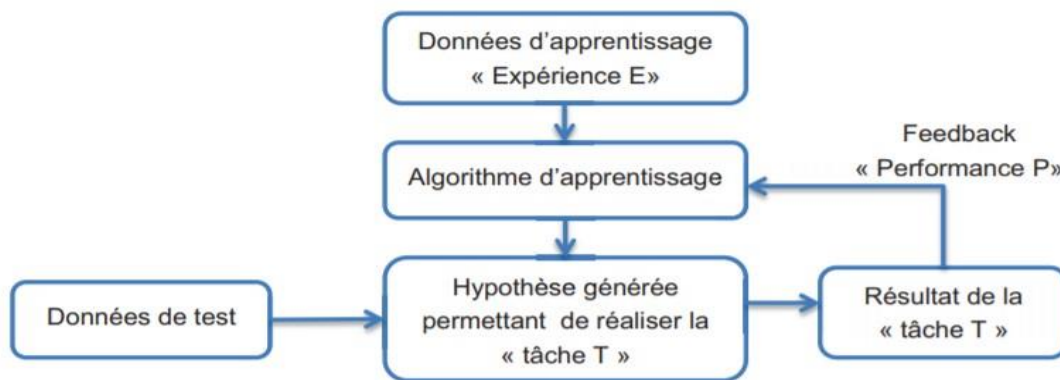 Données d’apprentissage
« Expérience E»
Algorithme d’apprentissage
Feedback
« Performance P»
Données de test
Hypothèse générée
permettant de réaliser la
« tâche T »
Résultat de la
« tâche T »